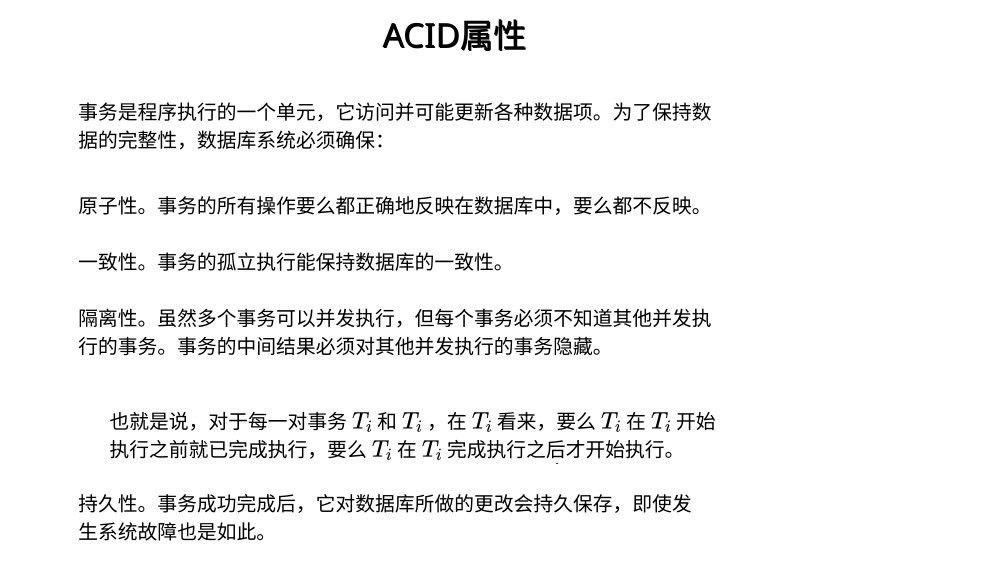 ACID属性
事务是程序执行的一个单元，它访问并可能更新各种数据项。为了保持数
据的完整性，数据库系统必须确保：
原子性。事务的所有操作要么都正确地反映在数据库中，要么都不反映。
一致性。事务的孤立执行能保持数据库的一致性。
隔离性。虽然多个事务可以并发执行，但每个事务必须不知道其他并发执
行的事务。事务的中间结果必须对其他并发执行的事务隐藏。
也就是说，对于每一对事务 Tᵢ 和 Tᵢ ，在 Tᵢ 看来，要么 Tᵢ 在 Tᵢ 开始
执行之前就已完成执行，要么 Tᵢ 在 Tᵢ 完成执行之后才开始执行。
持久性。事务成功完成后，它对数据库所做的更改会持久保存，即使发
生系统故障也是如此。